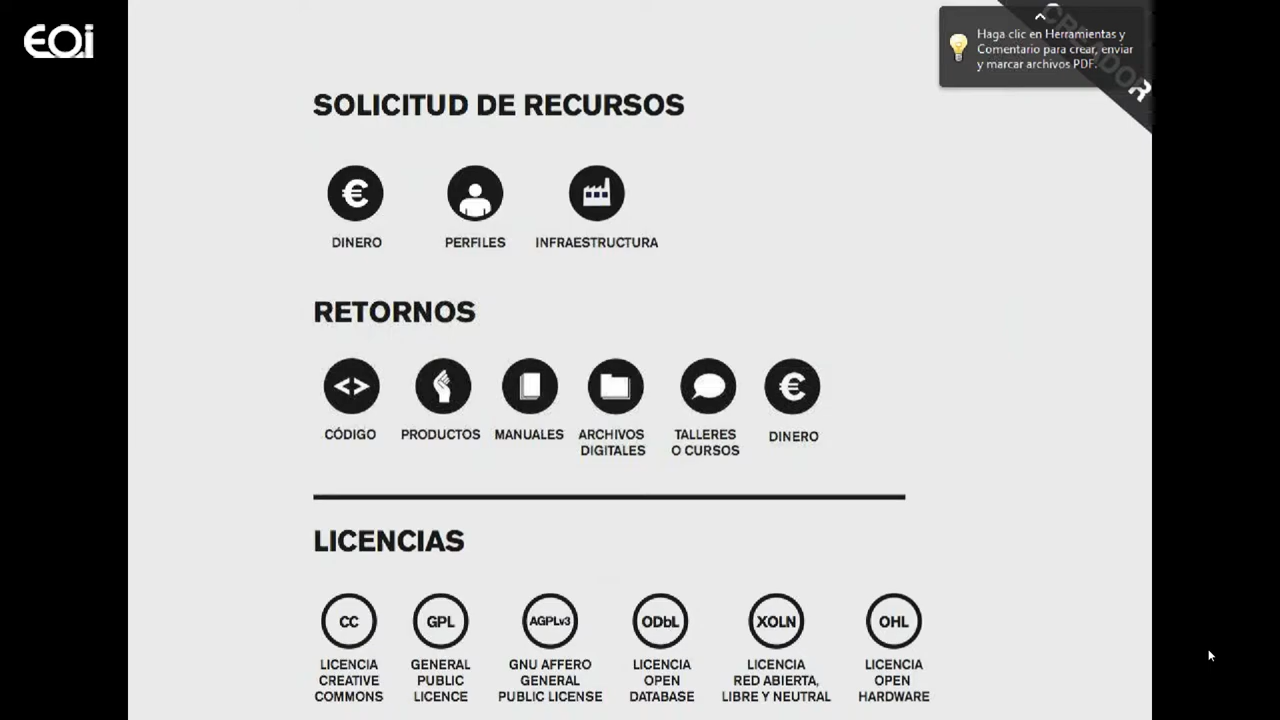 EOi
CREADOR
Haga clic en Herramientas y
Comentario para crear, enviar
y marcar archivos PDF.
SOLICITUD DE RECURSOS
€
DINERO PERFILES INFRAESTRUCTURA
RETORNOS
<> €
CÓDIGO PRODUCTOS MANUALES ARCHIVOS DIGITALES TALLERES O CURSOS DINERO
LICENCIAS
CC GPL AGPLv3 ODbL XOLN OHL
LICENCIA GENERAL GNU AFFERO LICENCIA LICENCIA LICENCIA
CREATIVE PUBLIC GENERAL OPEN RED ABIERTA, OPEN
COMMONS LICENCE PUBLIC LICENSE DATABASE LIBRE Y NEUTRAL HARDWARE